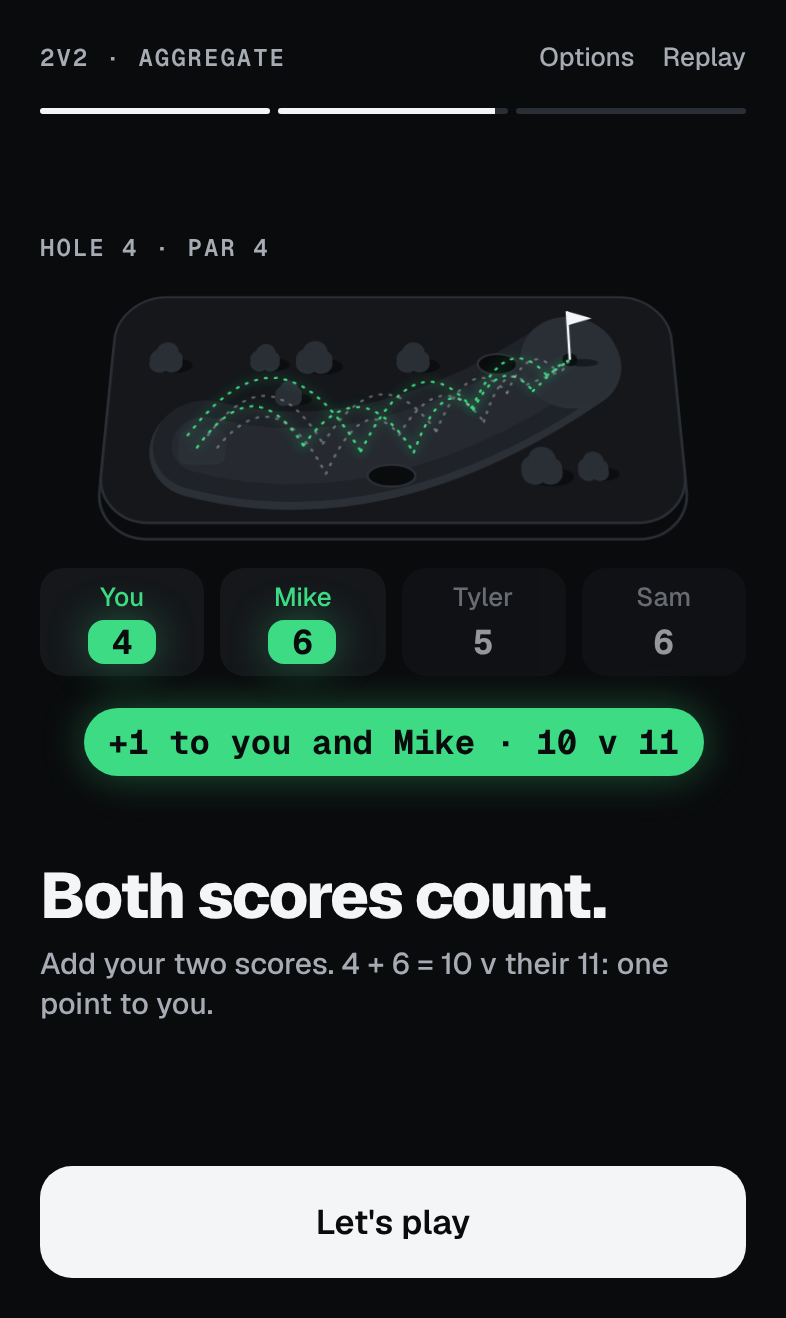 2V2 · AGGREGATE
Options
Replay
HOLE 4 · PAR 4
You
Mike
Tyler
Sam
4
6
5
6
+1 to you and Mike · 10 v 11
Both scores count.
Add your two scores. 4 + 6 = 10 v their 11: one
point to you.
Let's play